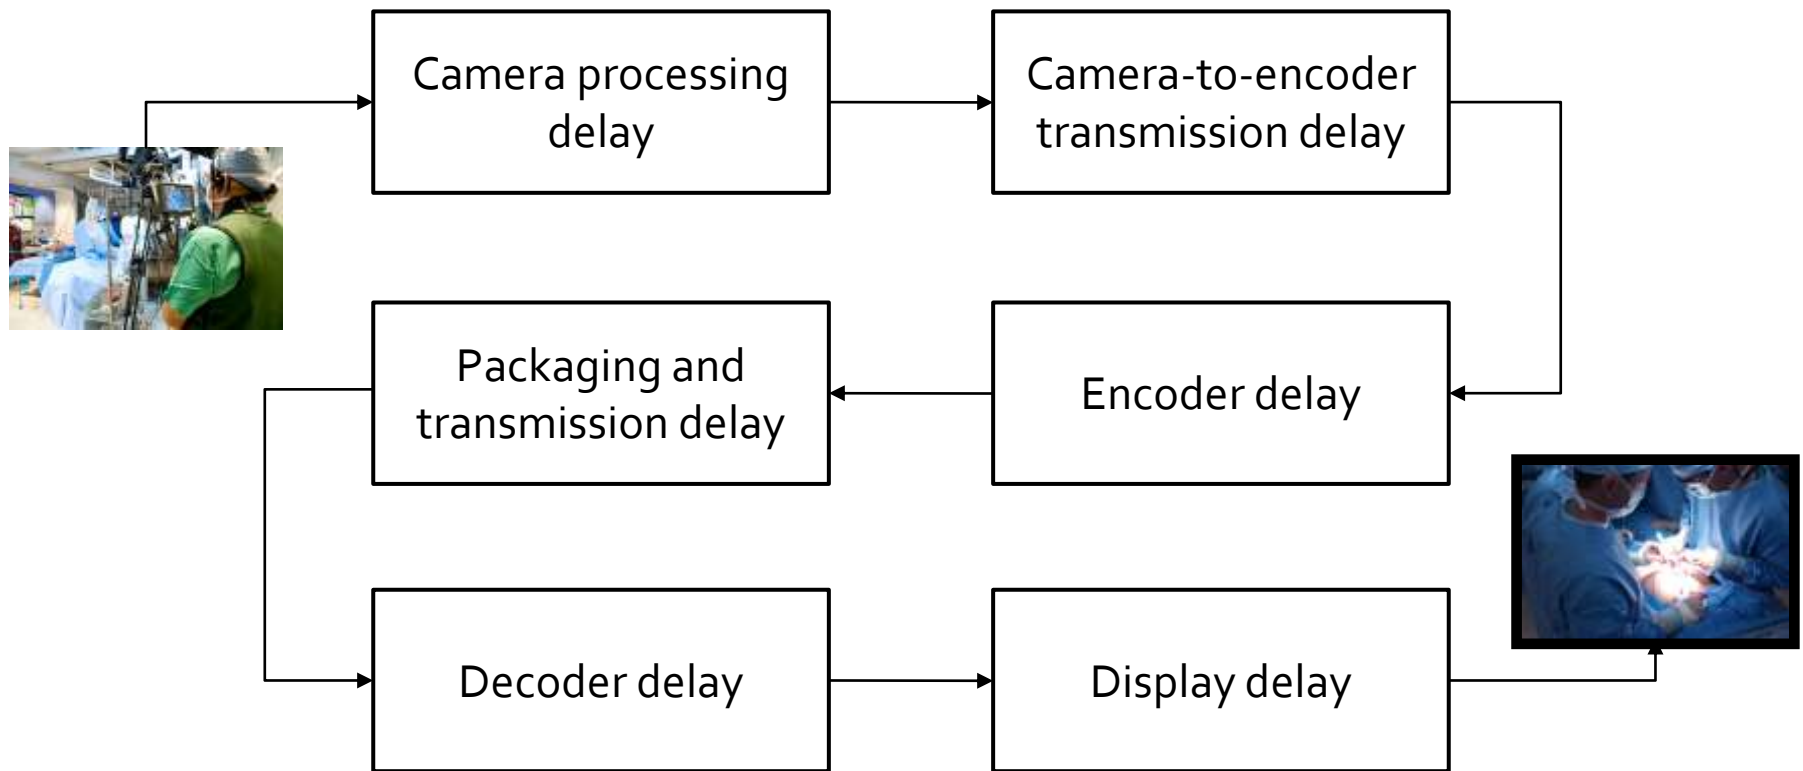 Camera processing
delay
Camera-to-encoder
transmission delay
Encoder delay
Packaging and
transmission delay
Decoder delay
Display delay